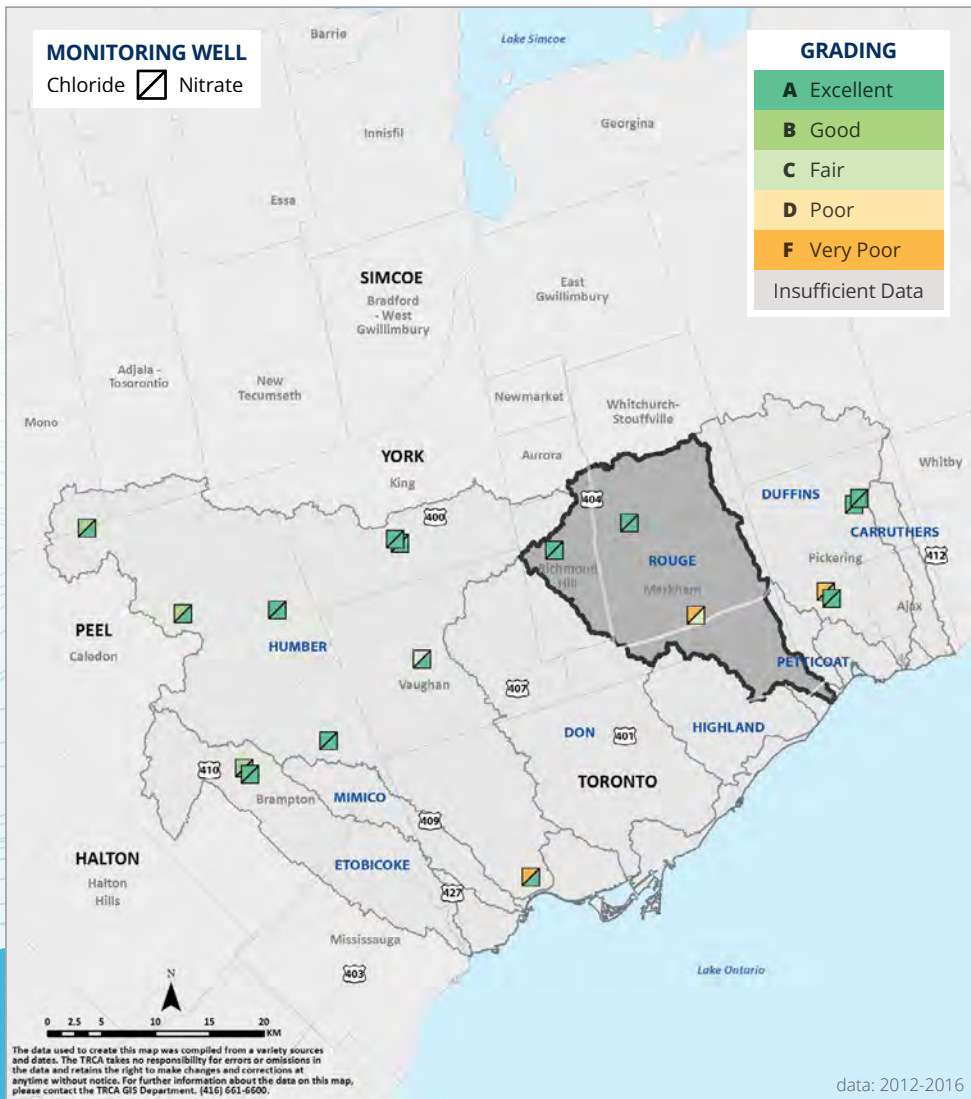 MONITORING WELL
Chloride Nitrate
GRADING
A Excellent
B Good
C Fair
D Poor
F Very Poor
Insufficient Data
Barrie
Lake Simcoe
Innisfil
Georgina
Essa
SIMCOE
Bradford
- West
Gwillimbury
East
Gwillimbury
Adjala -
Tosorontio
New
Tecumseth
Newmarket
Whitchurch-
Stouffville
Mono
Aurora
Whitby
YORK
King
400
404
DUFFINS
CARRUTHERS
412
Richmond
Hill
ROUGE
Markham
Pickering
Ajax
PEEL
Caledon
HUMBER
Vaughan
PETTICOAT
407
DON
401
HIGHLAND
410
Brampton
MIMICO
TORONTO
409
HALTON
Halton
Hills
ETOBICOKE
427
Mississauga
403
Lake Ontario
N
0 2.5 5 10 15 20
KM
The data used to create this map was compiled from a variety sources
and dates. The TRCA takes no responsibility for errors or omissions in
the data and retains the right to make changes and corrections at
anytime without notice. For further information about the data on this map,
please contact the TRCA GIS Department. (416) 661-6600.
data: 2012-2016